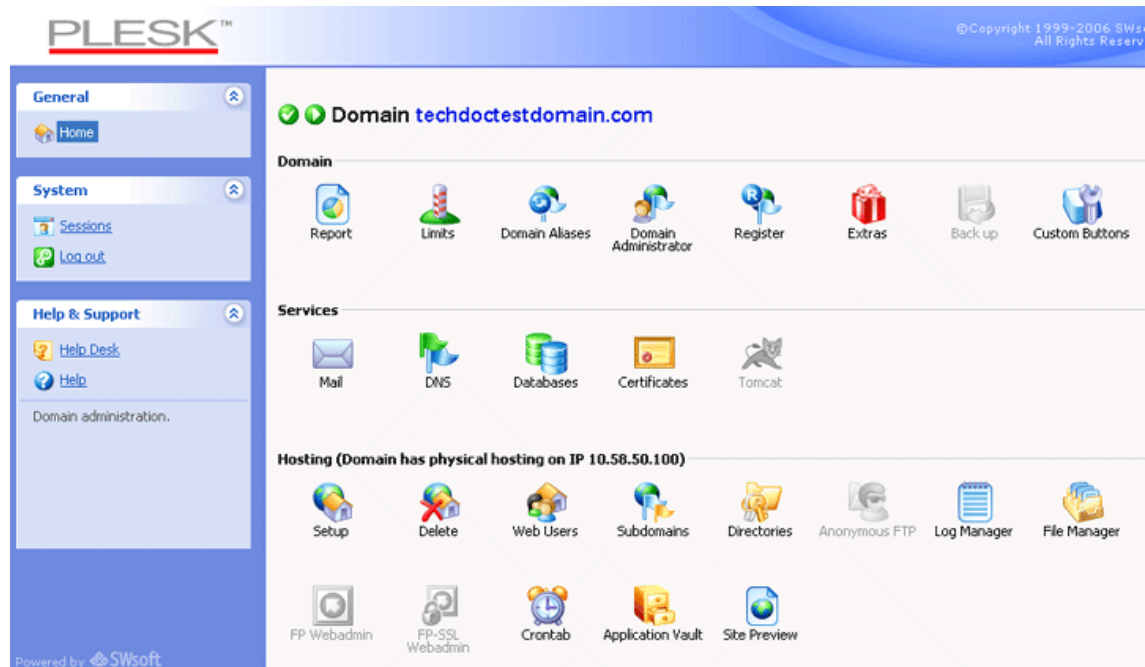 PLESK™
©Copyright 1999-2006
All Rights
General
Home
System
Sessions
Log out
Help & Support
Help Desk
Help
Domain administration.
Powered by SWsoft
Domain techdoctestdomain.com
Domain
Report Limits Domain Aliases Domain Administrator Register Extras Back up Custom Buttons
Services
Mail DNS Databases Certificates Tomcat
Hosting (Domain has physical hosting on IP 10.58.50.100)
Setup Delete Web Users Subdomains Directories Anonymous FTP Log Manager File Manager
FP Webadmin FP-SSL Webadmin Crontab Application Vault Site Preview